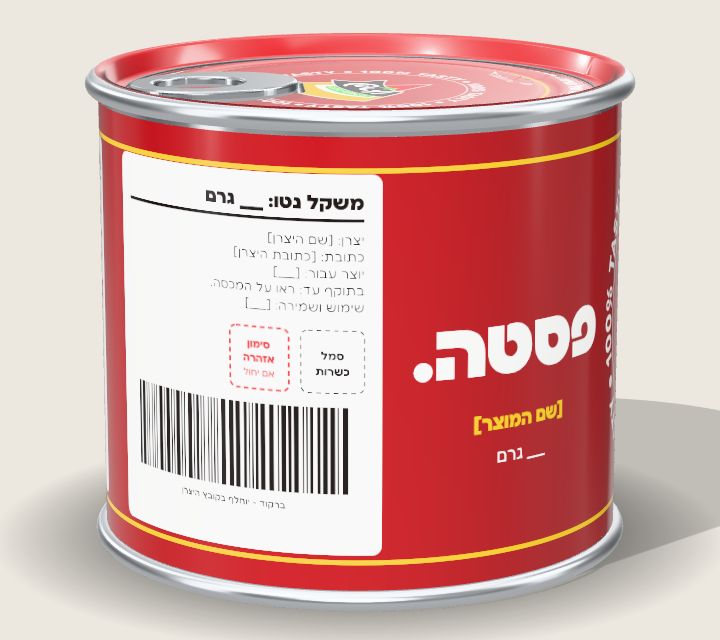 משקל נטו: __ גרם
יצרן: [שם היצרן]
כתובת: [כתובת היצרן]
יוצר עבור: [__]
בתוקף עד: ראו על המכסה.
שימוש ושמירה: [__]
סמל
כשרות
סימון
אזהרה
אם יחול
ברקוד - יוחלף בקובץ היצרן
פסטה.
[שם המוצר]
__ גרם
• 100%